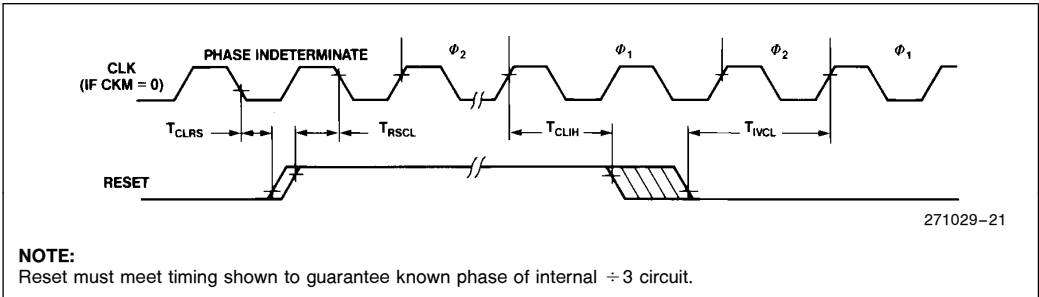 PHASE INDETERMINATE
Φ2 Φ1 Φ2 Φ1
CLK
(IF CKM = 0)
TCLRS TRSCL TCLIH TIVCL
RESET
271029–21
NOTE:
Reset must meet timing shown to guarantee known phase of internal ÷3 circuit.